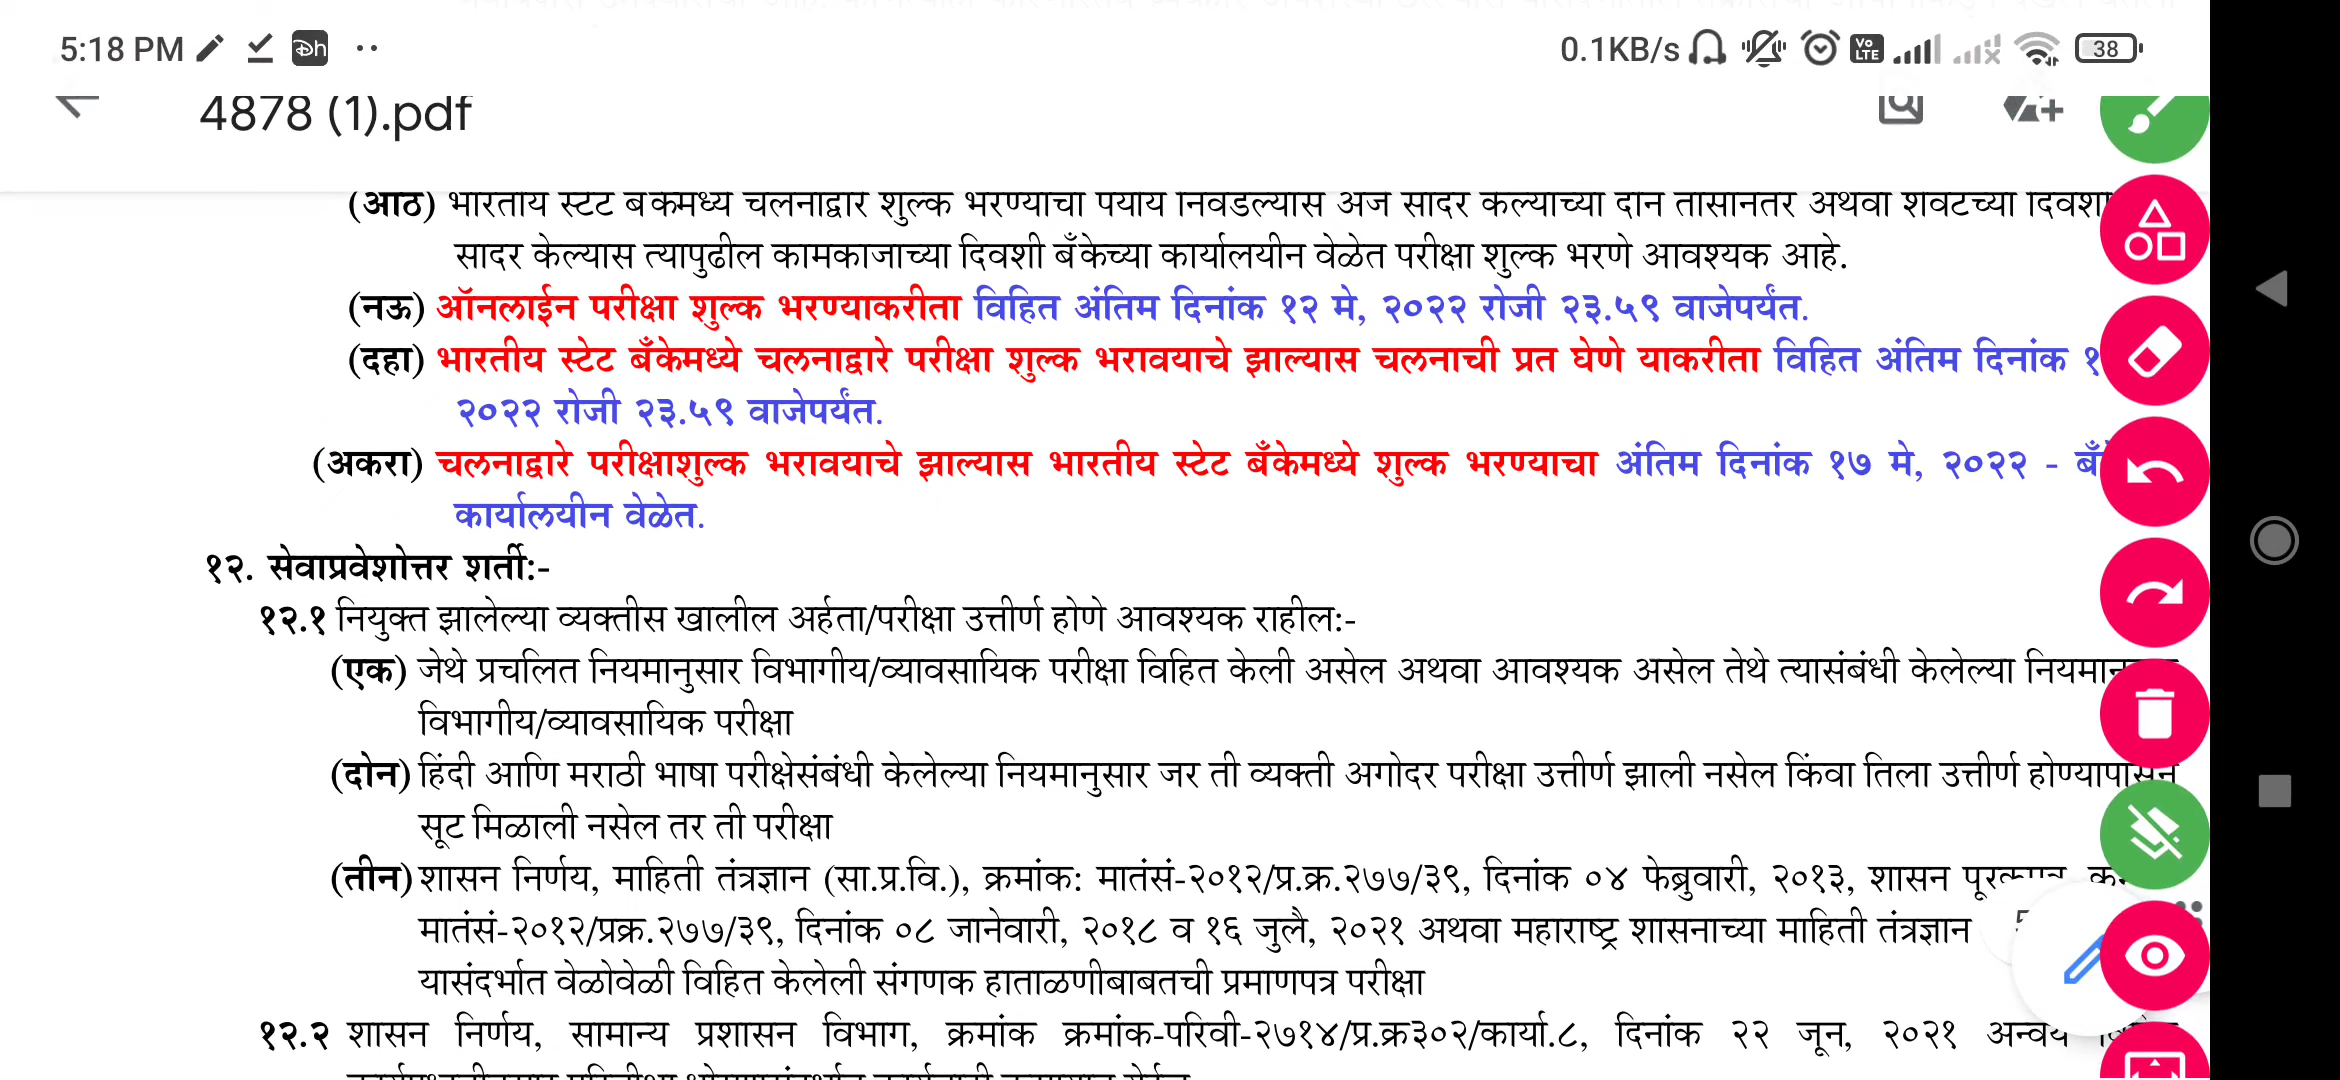 5:18 PM
0.1KB/s
Vo LTE
38
4878 (1).pdf
(आठ) भारतीय स्टेट बँकेमध्ये चलनाद्वारे शुल्क भरण्याचा पर्याय निवडल्यास अर्ज सादर केल्याच्या दोन तासानंतर अथवा शेवटच्या
सादर केल्यास त्यापुढील कामकाजाच्या दिवशी बँकेच्या कार्यालयीन वेळेत परीक्षा शुल्क भरणे आवश्यक आहे.
(नऊ) ऑनलाईन परीक्षा शुल्क भरण्याकरीता विहित अंतिम दिनांक १२ मे, २०२२ रोजी २३.५९ वाजेपर्यंत.
(दहा) भारतीय स्टेट बँकेमध्ये चलनाद्वारे परीक्षा शुल्क भरावयाचे झाल्यास चलनाची प्रत घेणे याकरीता विहित अंतिम दिनांक
२०२२ रोजी २३.५९ वाजेपर्यंत.
(अकरा) चलनाद्वारे परीक्षाशुल्क भरावयाचे झाल्यास भारतीय स्टेट बँकेमध्ये शुल्क भरण्याचा अंतिम दिनांक १७ मे, २०२२ -
कार्यालयीन वेळेत.
१२. सेवाप्रवेशोत्तर शर्ती:-
१२.१ नियुक्त झालेल्या व्यक्तीस खालील अर्हता/परीक्षा उत्तीर्ण होणे आवश्यक राहील:-
(एक) जेथे प्रचलित नियमानुसार विभागीय/व्यावसायिक परीक्षा विहित केली असेल अथवा आवश्यक असेल तेथे त्यासंबंधी केलेल्या
विभागीय/व्यावसायिक परीक्षा
(दोन) हिंदी आणि मराठी भाषा परीक्षेसंबंधी केलेल्या नियमानुसार जर ती व्यक्ती अगोदर परीक्षा उत्तीर्ण झाली नसेल किंवा तिला उत्तीर्ण होण्यापासून
सूट मिळाली नसेल तर ती परीक्षा
(तीन) शासन निर्णय, माहिती तंत्रज्ञान (सा.प्र.वि.), क्रमांक: मातंसं-२०१२/प्र.क्र.२७७/३९, दिनांक ०४ फेब्रुवारी, २०१३, शासन
मातंसं-२०१२/प्रक्र.२७७/३९, दिनांक ०८ जानेवारी, २०१८ व १६ जुलै, २०२१ अथवा महाराष्ट्र शासनाच्या माहिती तंत्रज्ञान
यासंदर्भात वेळोवेळी विहित केलेली संगणक हाताळणीबाबतची प्रमाणपत्र परीक्षा
१२.२ शासन निर्णय, सामान्य प्रशासन विभाग, क्रमांक क्रमांक-परिवी-२७१४/प्र.क्र३०२/कार्या.८, दिनांक २२ जून, २०२१ अन्वये